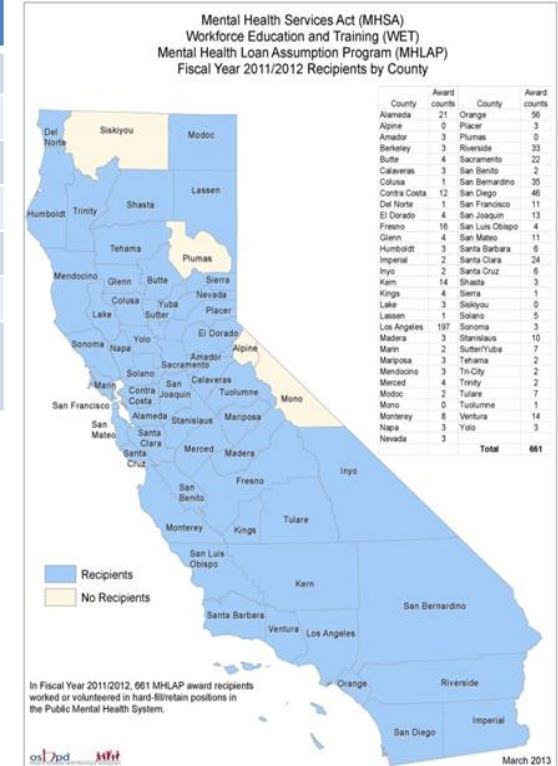 Mental Health Services Act (MHSA)
Workforce Education and Training (WET)
Mental Health Loan Assumption Program (MHLAP)
Fiscal Year 2011/2012 Recipients by County
County Award counts County Award counts
Alameda 21 Orange 56
Alpine 0 Placer 3
Amador 3 Plumas 0
Berkeley 3 Riverside 33
Butte 4 Sacramento 22
Calaveras 3 San Benito 2
Colusa 1 San Bernardino 35
Contra Costa 12 San Diego 46
Del Norte 1 San Francisco 11
El Dorado 4 San Joaquin 13
Fresno 16 San Luis Obispo 4
Glenn 4 San Mateo 11
Humboldt 3 Santa Barbara 6
Imperial 2 Santa Clara 24
Inyo 2 Santa Cruz 6
Kern 14 Shasta 3
Kings 4 Sierra 1
Lake 3 Siskiyou 0
Lassen 1 Solano 5
Los Angeles 197 Sonoma 3
Madera 3 Stanislaus 10
Marin 2 Sutter/Yuba 7
Mariposa 3 Tehama 2
Mendocino 3 Tri-City 2
Merced 4 Trinity 2
Modoc 2 Tulare 7
Mono 0 Tuolumne 1
Monterey 8 Ventura 14
Napa 3 Yolo 3
Nevada 3
Total 661
Del Norte
Siskiyou
Modoc
Humboldt
Trinity
Shasta
Lassen
Tehama
Plumas
Mendocino
Glenn
Butte
Sierra
Nevada
Colusa
Yuba
Placer
Lake
Sutter
El Dorado
Sonoma
Napa
Yolo
Alpine
Amador
Sacramento
Solano
Calaveras
Marin
Contra Costa
San Joaquin
Tuolumne
Mono
San Francisco
Alameda
Stanislaus
Mariposa
San Mateo
Santa Clara
Merced
Madera
Santa Cruz
Inyo
Fresno
San Benito
Tulare
Monterey
Kings
San Luis Obispo
Kern
San Bernardino
Santa Barbara
Ventura
Los Angeles
Orange
Riverside
San Diego
Imperial
Recipients
No Recipients
In Fiscal Year 2011/2012, 661 MHLAP award recipients
worked or volunteered in hard-fill/retain positions in
the Public Mental Health System.
oshpd
March 2013